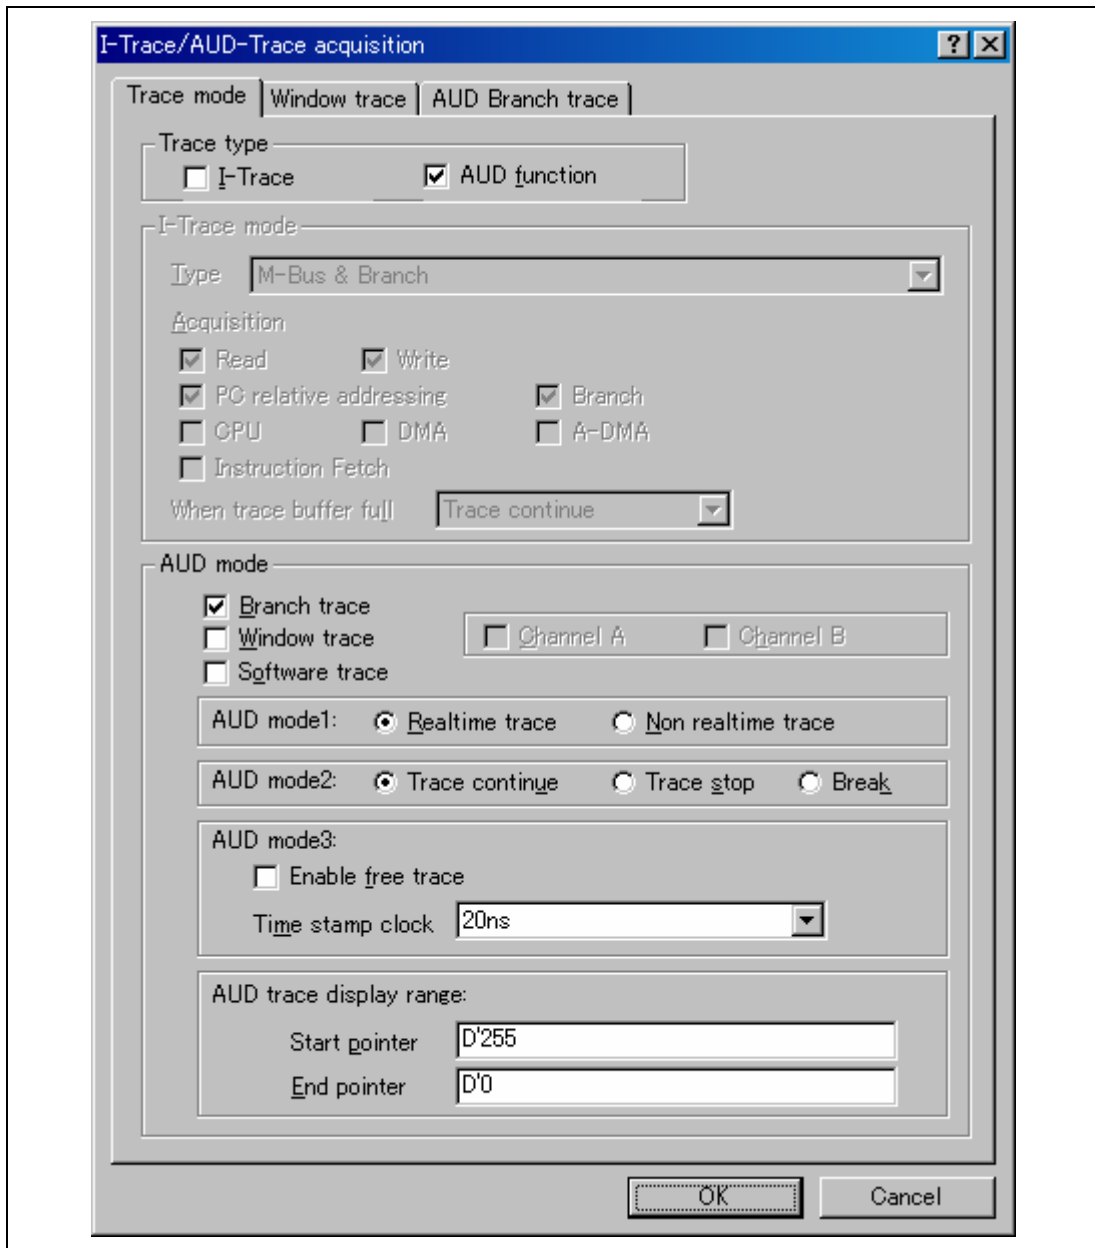 I-Trace/AUD-Trace acquisition
Trace mode Window trace AUD Branch trace
Trace type
I-Trace AUD function
I-Trace mode
Type M-Bus & Branch
Acquisition
Read Write
PC relative addressing Branch
CPU DMA A-DMA
Instruction Fetch
When trace buffer full Trace continue
AUD mode
Branch trace
Window trace Channel A Channel B
Software trace
AUD mode1: Realtime trace Non realtime trace
AUD mode2: Trace continue Trace stop Break
AUD mode3:
Enable free trace
Time stamp clock 20ns
AUD trace display range:
Start pointer D'255
End pointer D'0
OK Cancel